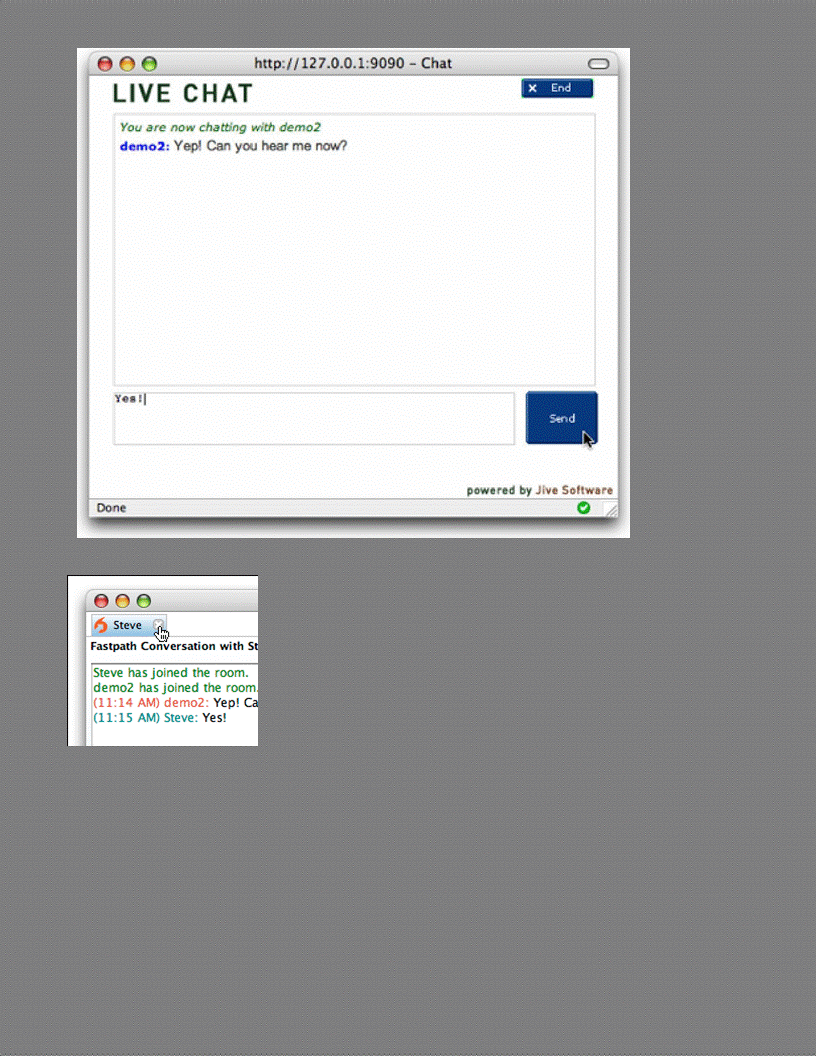 http://127.0.0.1:9090 – Chat
LIVE CHAT
End
You are now chatting with demo2
demo2: Yep! Can you hear me now?
Yes!
Send
powered by Jive Software
Done
Steve
Fastpath Conversation with St
Steve has joined the room.
demo2 has joined the room.
(11:14 AM) demo2: Yep! Ca
(11:15 AM) Steve: Yes!